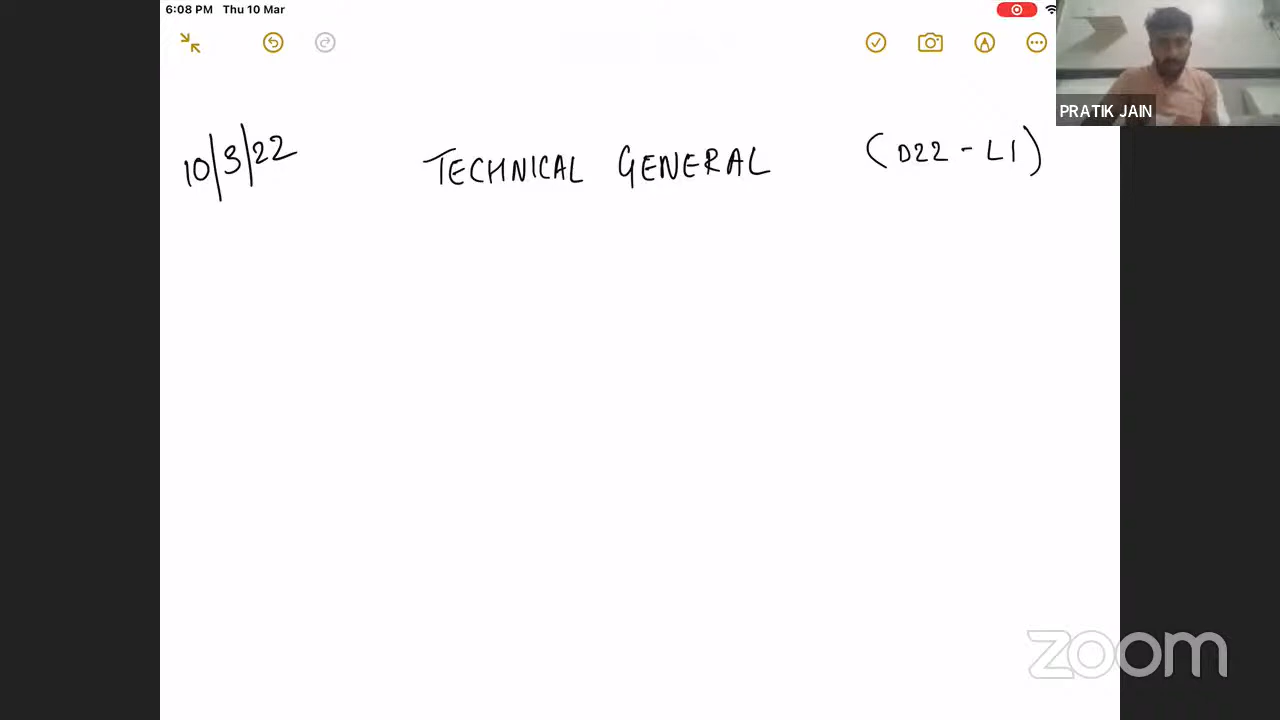 6:08 PM Thu 10 Mar
PRATIK JAIN
10/3/22 TECHNICAL GENERAL (D22 - L1)
zoom